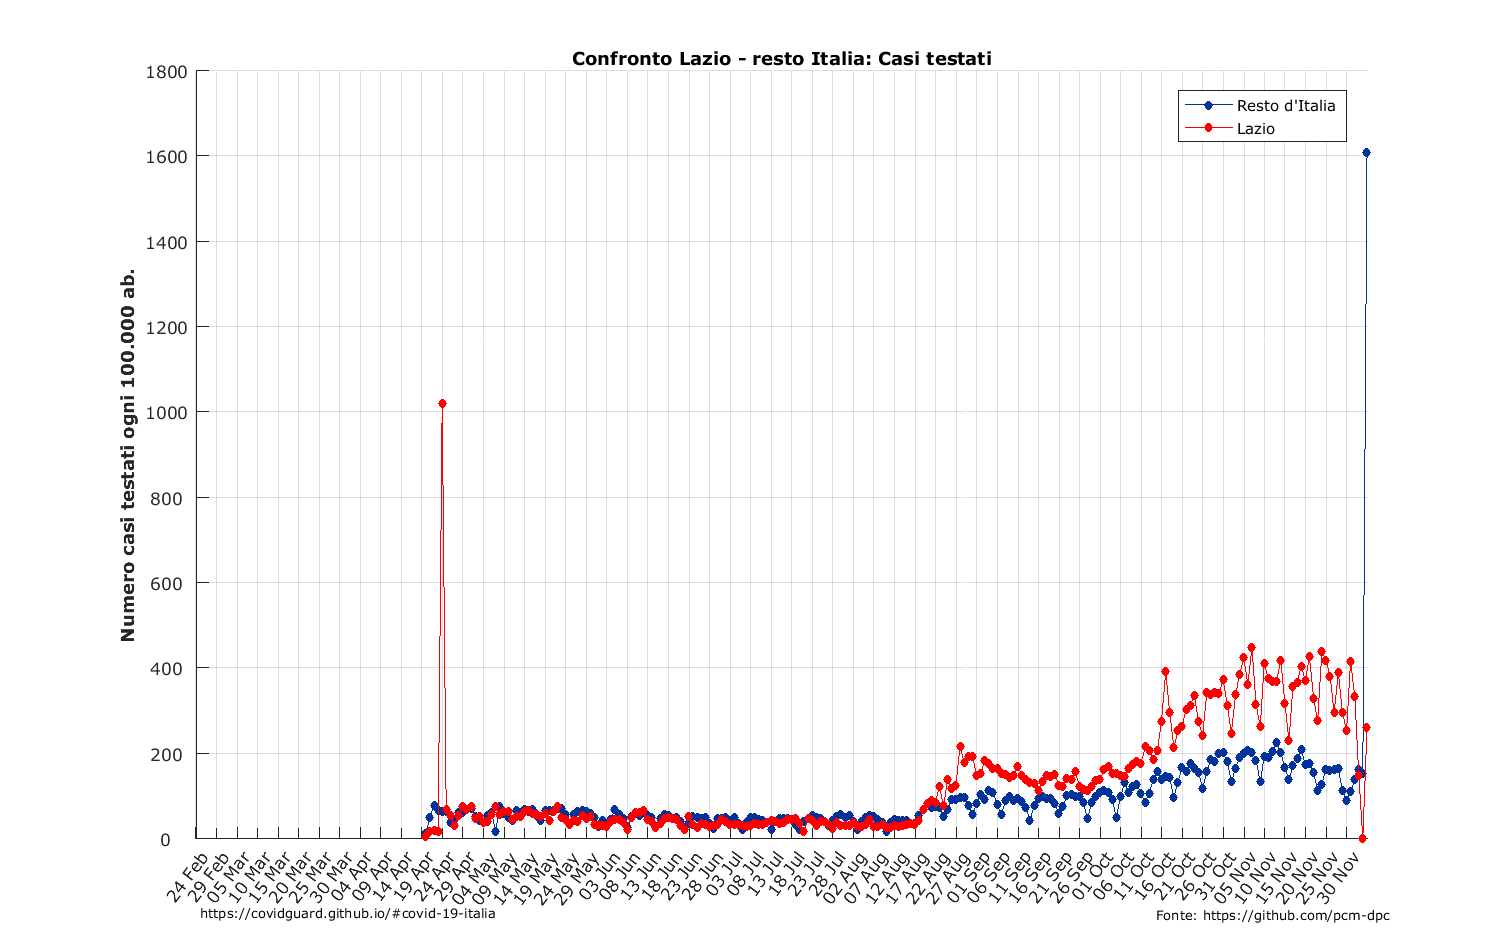 Confronto Lazio - resto Italia: Casi testati
Resto d'Italia
Lazio
Numero casi testati ogni 100.000 ab.
1800
1600
1400
1200
1000
800
600
400
200
0
24 Feb
29 Feb
05 Mar
10 Mar
15 Mar
20 Mar
25 Mar
30 Mar
04 Apr
09 Apr
14 Apr
19 Apr
24 Apr
29 Apr
04 May
09 May
14 May
19 May
24 May
29 May
03 Jun
08 Jun
13 Jun
18 Jun
23 Jun
28 Jun
03 Jul
08 Jul
13 Jul
18 Jul
23 Jul
28 Jul
02 Aug
07 Aug
12 Aug
17 Aug
22 Aug
27 Aug
01 Sep
06 Sep
11 Sep
16 Sep
21 Sep
26 Sep
01 Oct
06 Oct
11 Oct
16 Oct
21 Oct
26 Oct
31 Oct
05 Nov
10 Nov
15 Nov
20 Nov
25 Nov
30 Nov
https://covidguard.github.io/#covid-19-italia
Fonte: https://github.com/pcm-dpc